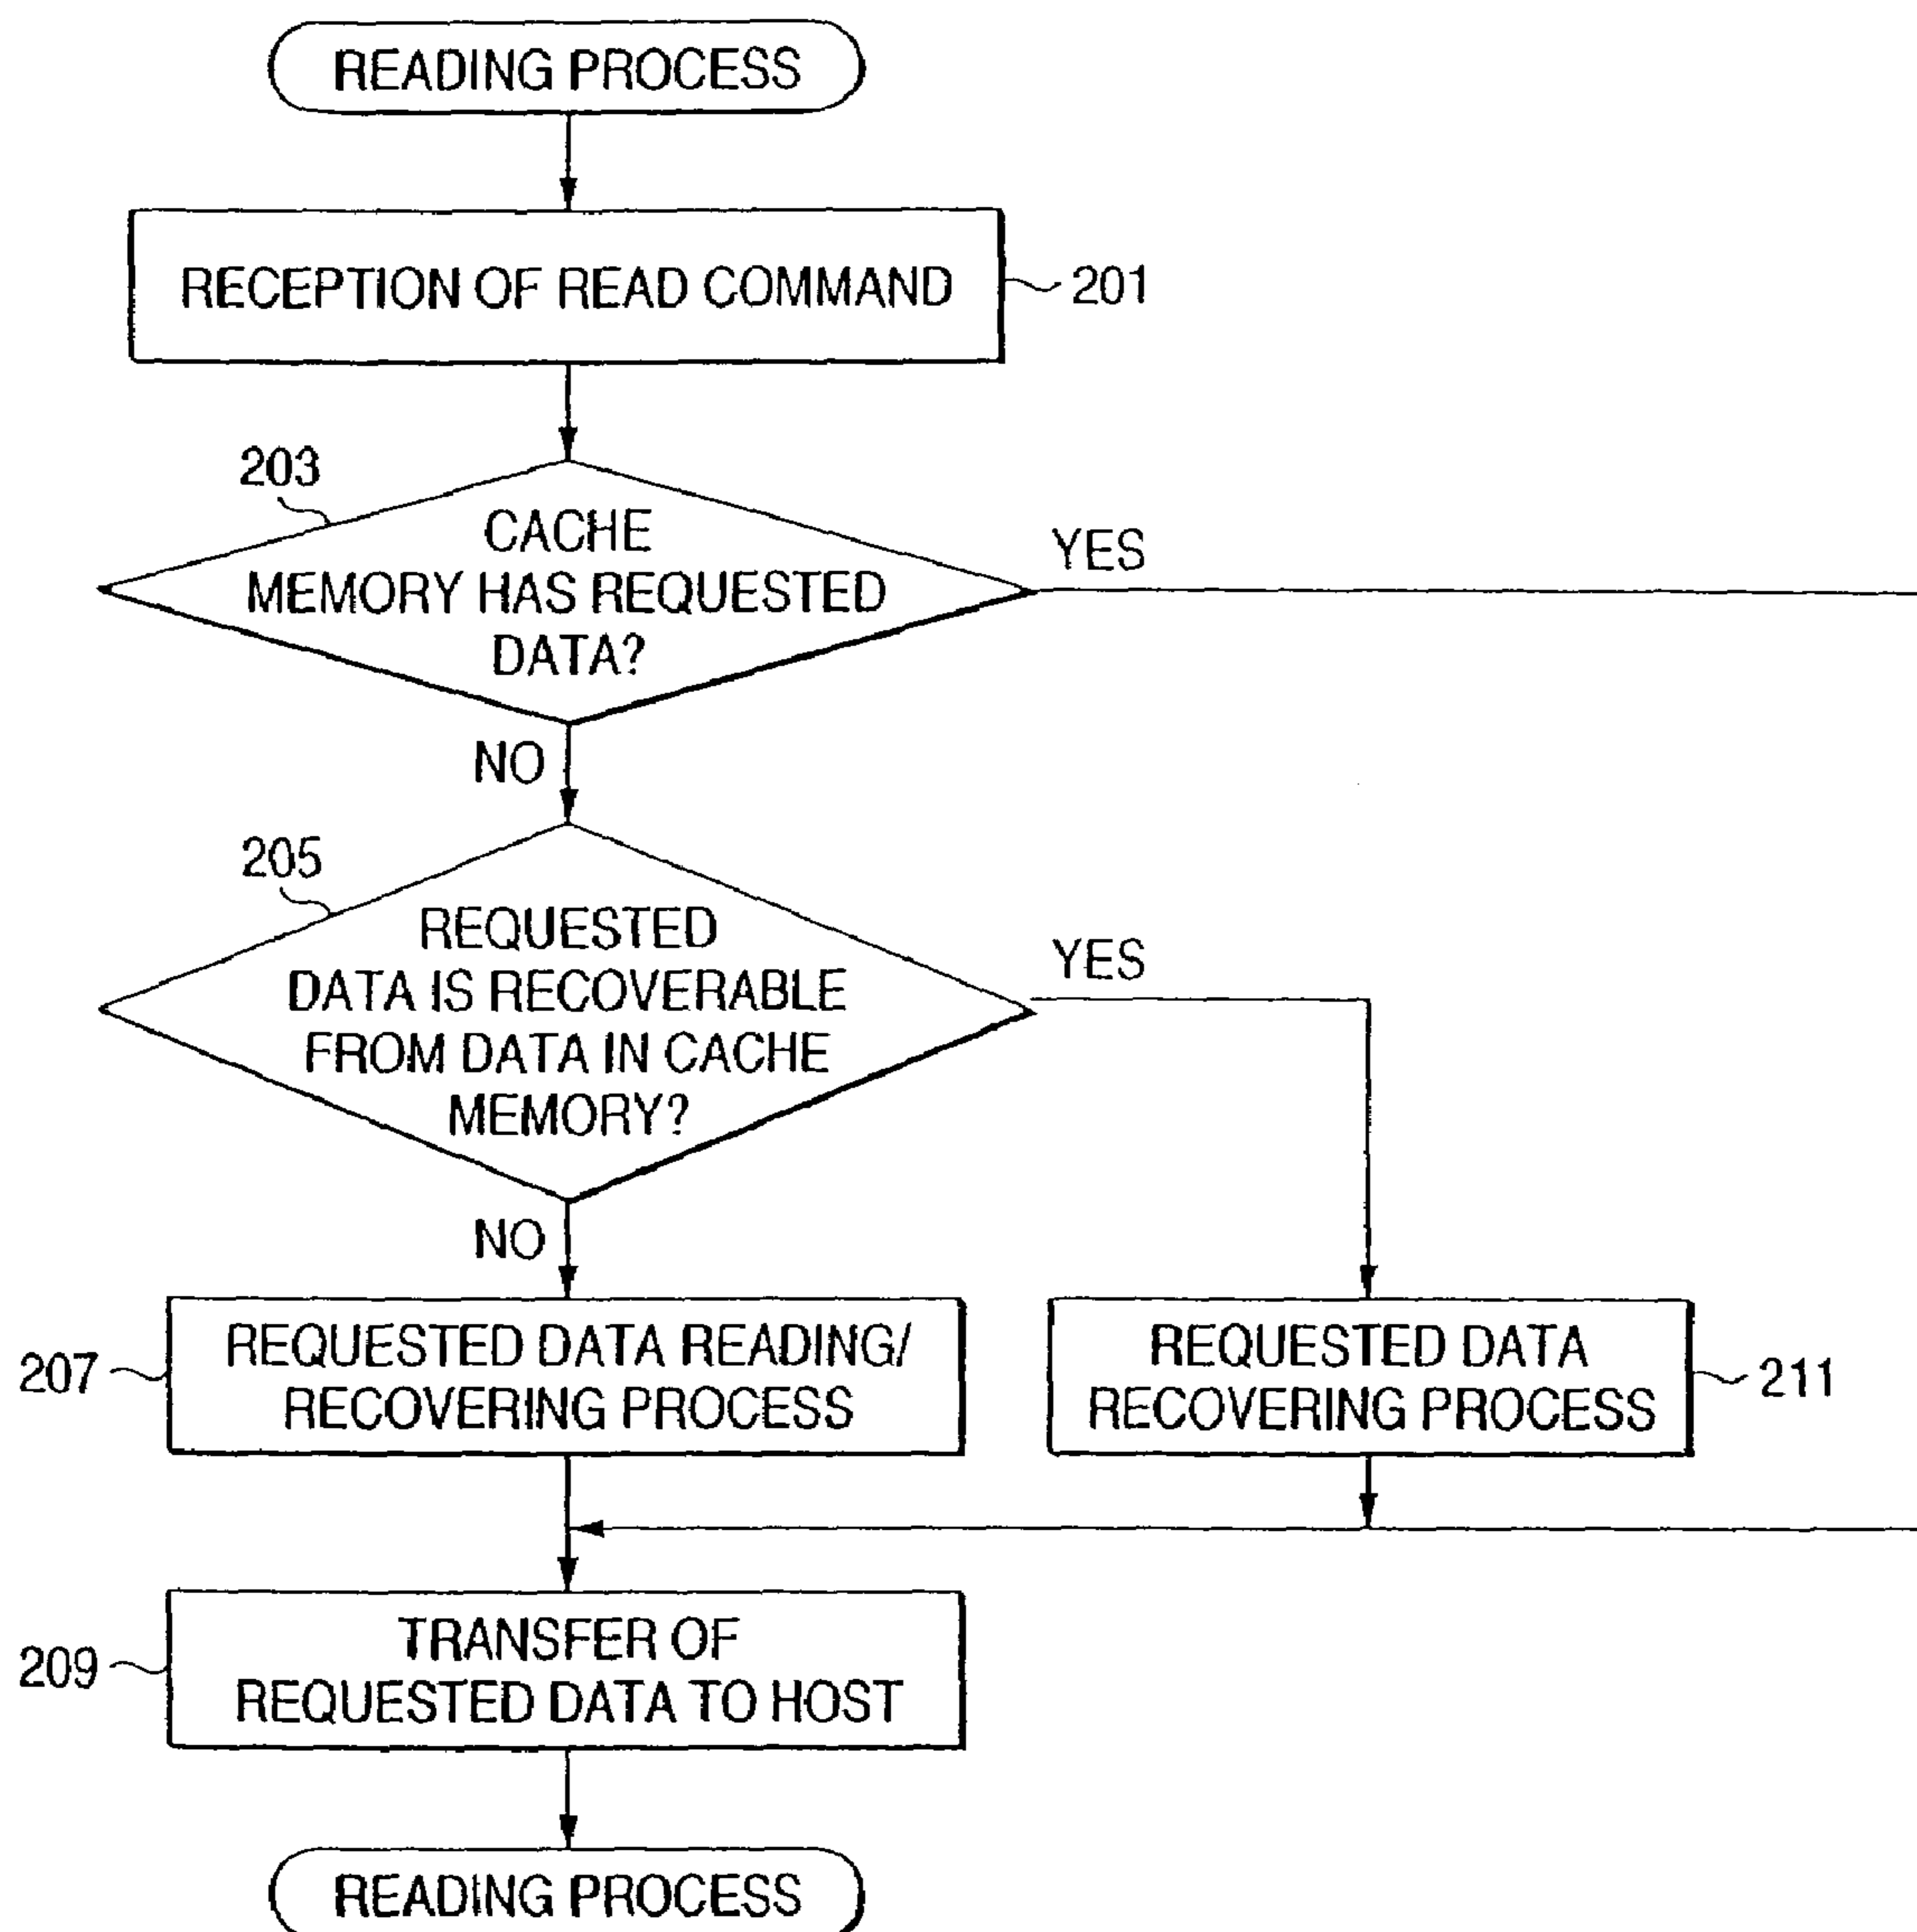 READING PROCESS
RECEPTION OF READ COMMAND
201
203
CACHE
MEMORY HAS REQUESTED
DATA?
YES
NO
205
REQUESTED
DATA IS RECOVERABLE
FROM DATA IN CACHE
MEMORY?
YES
NO
207
REQUESTED DATA READING/
RECOVERING PROCESS
REQUESTED DATA
RECOVERING PROCESS
211
209
TRANSFER OF
REQUESTED DATA TO HOST
READING PROCESS